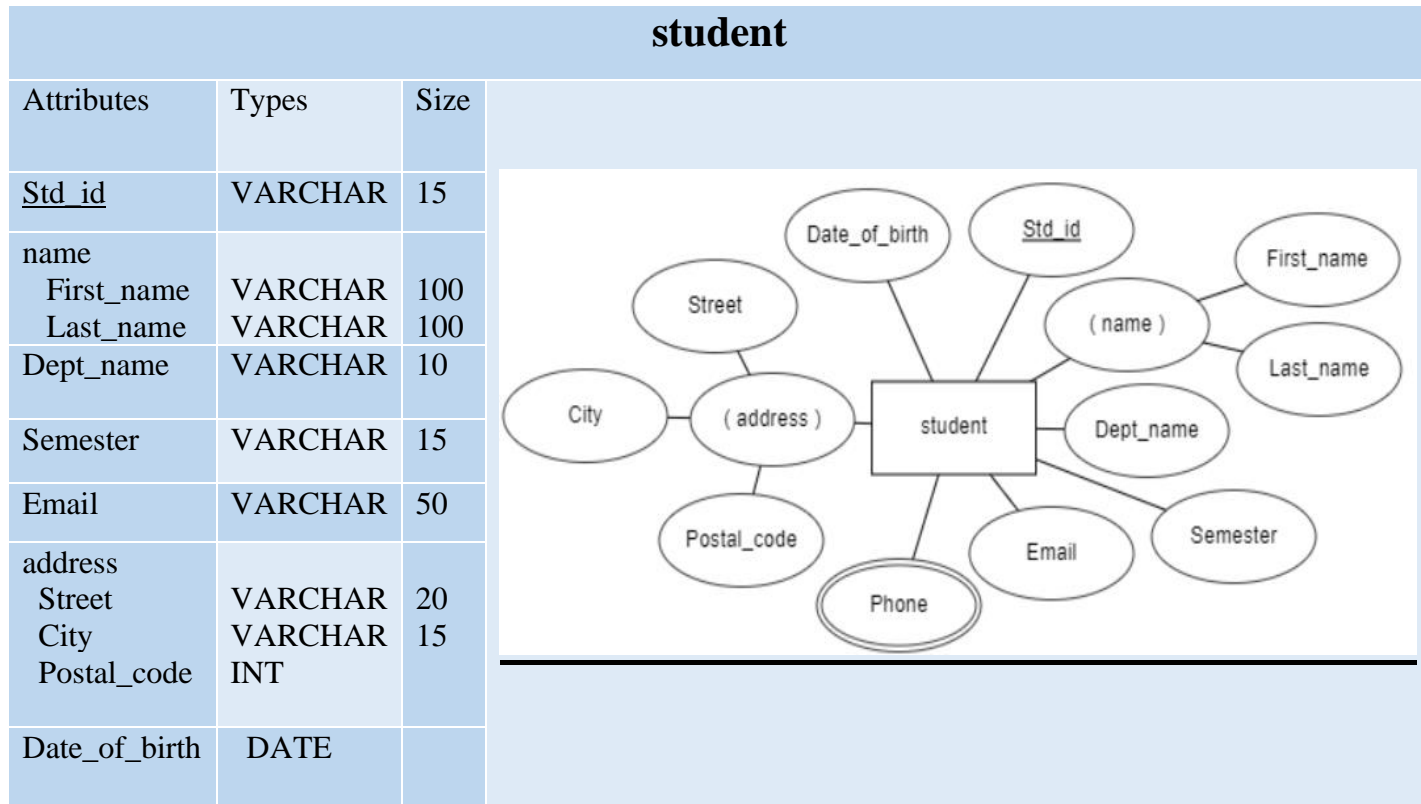 student
Attributes Types Size
Std_id VARCHAR 15
name
First_name VARCHAR 100
Last_name VARCHAR 100
Dept_name VARCHAR 10
Semester VARCHAR 15
Email VARCHAR 50
address
Street VARCHAR 20
City VARCHAR 15
Postal_code INT
Date_of_birth DATE
Date_of_birth
Std_id
First_name
Street
( name )
Last_name
City
( address )
student
Dept_name
Postal_code
Email
Semester
Phone